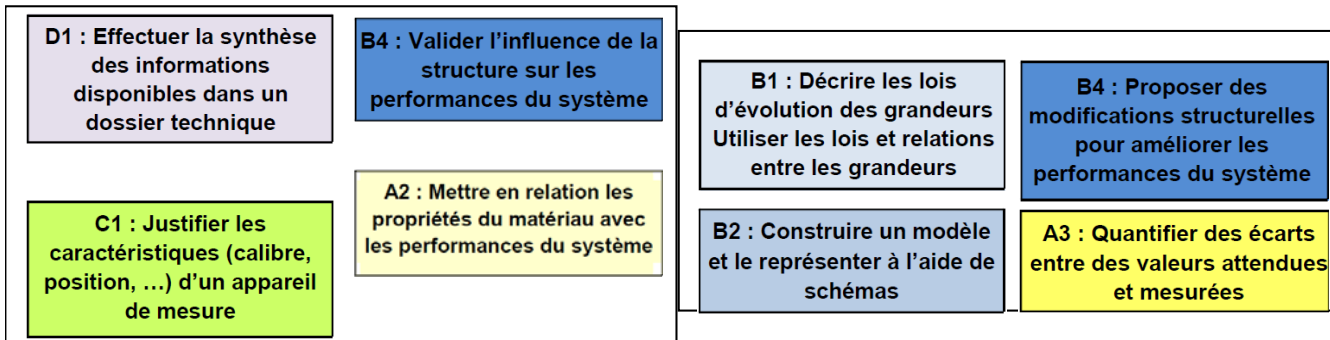 D1 : Effectuer la synthèse
des informations
disponibles dans un
dossier technique
B4 : Valider l’influence de la
structure sur les
performances du système
C1 : Justifier les
caractéristiques (calibre,
position, …) d’un appareil
de mesure
A2 : Mettre en relation les
propriétés du matériau avec
les performances du système
B1 : Décrire les lois
d’évolution des grandeurs
Utiliser les lois et relations
entre les grandeurs
B4 : Proposer des
modifications structurelles
pour améliorer les
performances du système
B2 : Construire un modèle
et le représenter à l’aide de
schémas
A3 : Quantifier des écarts
entre des valeurs attendues
et mesurées